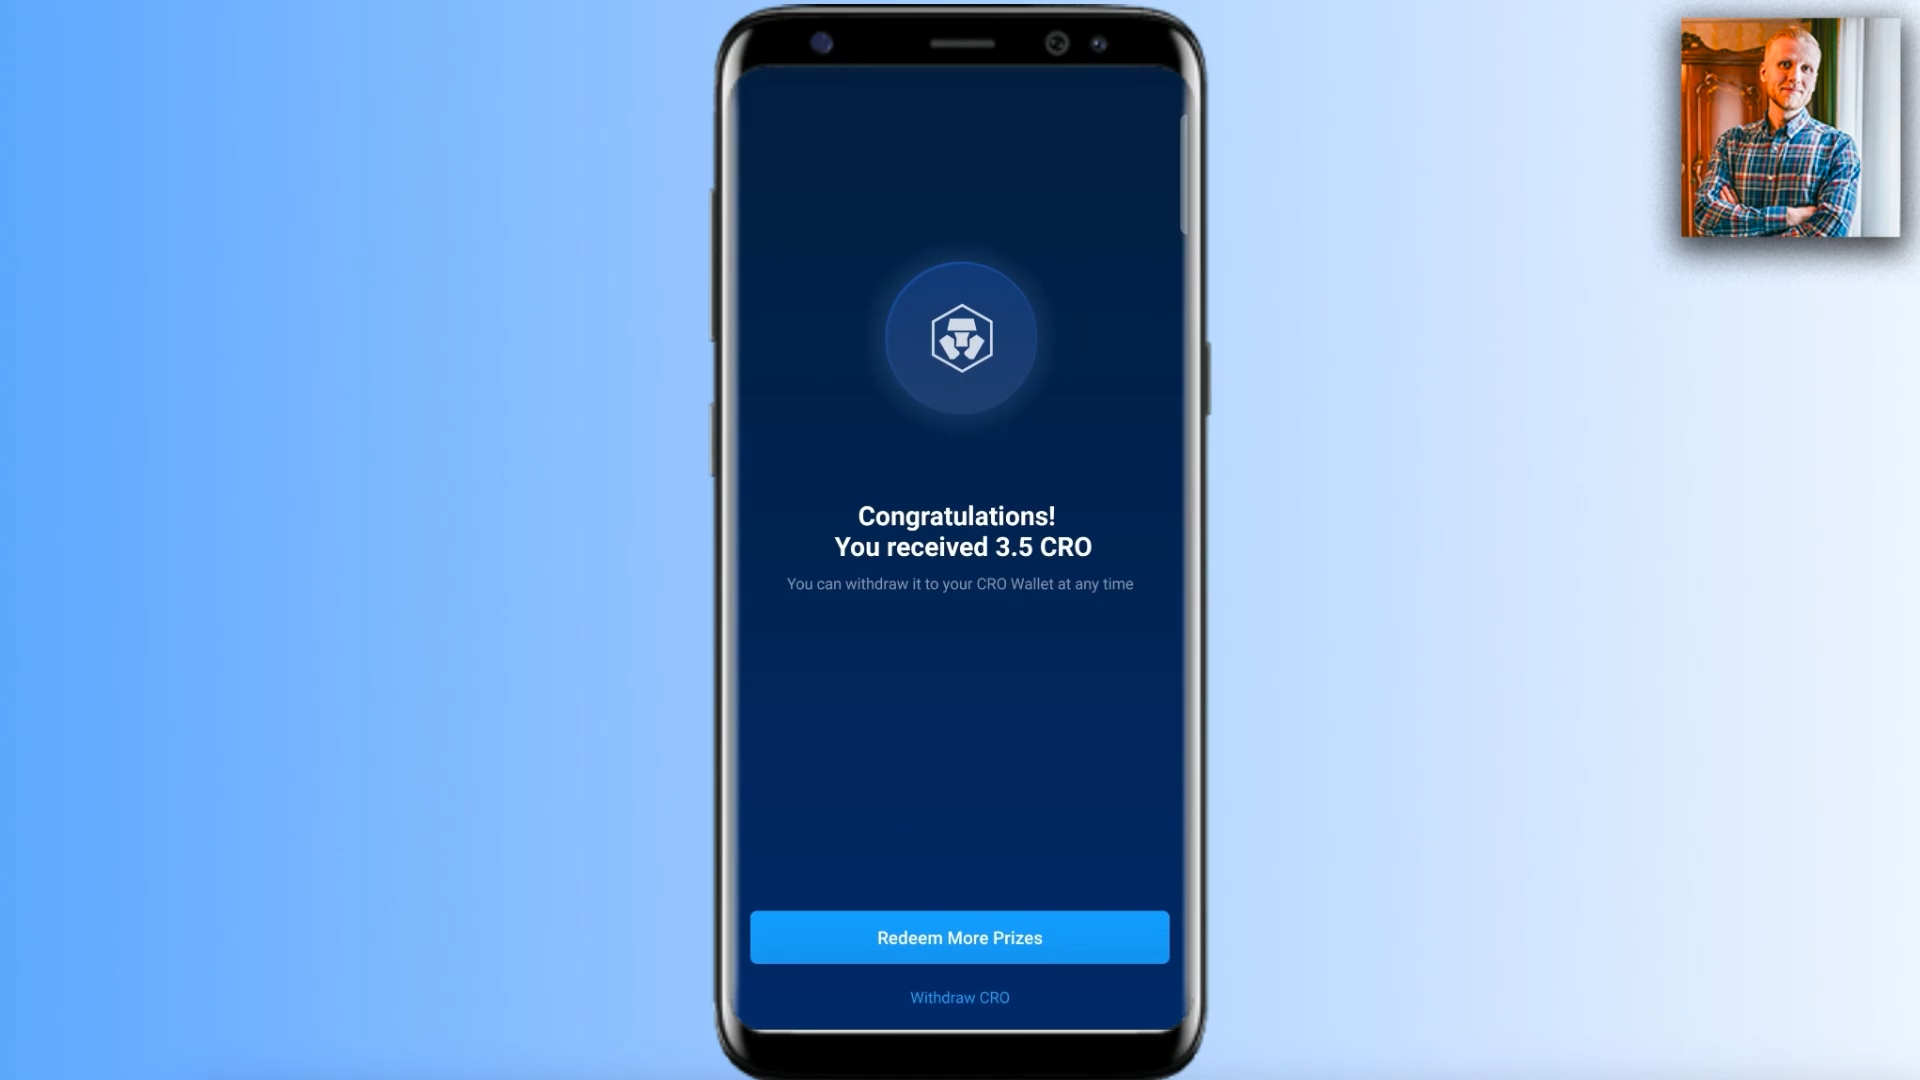 Congratulations!
You received 3.5 CRO
You can withdraw it to your CRO Wallet at any time
Redeem More Prizes
Withdraw CRO